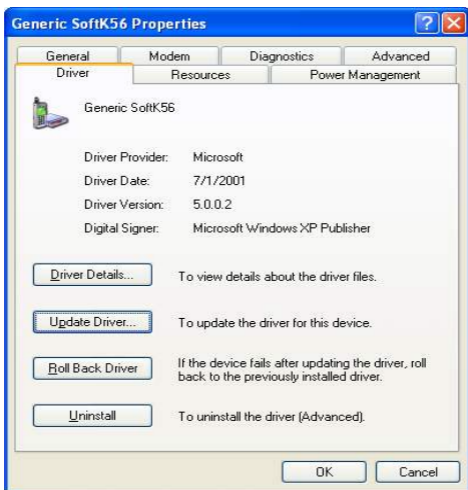 Generic SoftK56 Properties
General Modem Diagnostics Advanced
Driver Resources Power Management
Generic SoftK56
Driver Provider: Microsoft
Driver Date: 7/1/2001
Driver Version: 5.0.0.2
Digital Signer: Microsoft Windows XP Publisher
Driver Details... To view details about the driver files.
Update Driver... To update the driver for this device.
Roll Back Driver If the device fails after updating the driver, roll
back to the previously installed driver.
Uninstall To uninstall the driver (Advanced).
OK Cancel